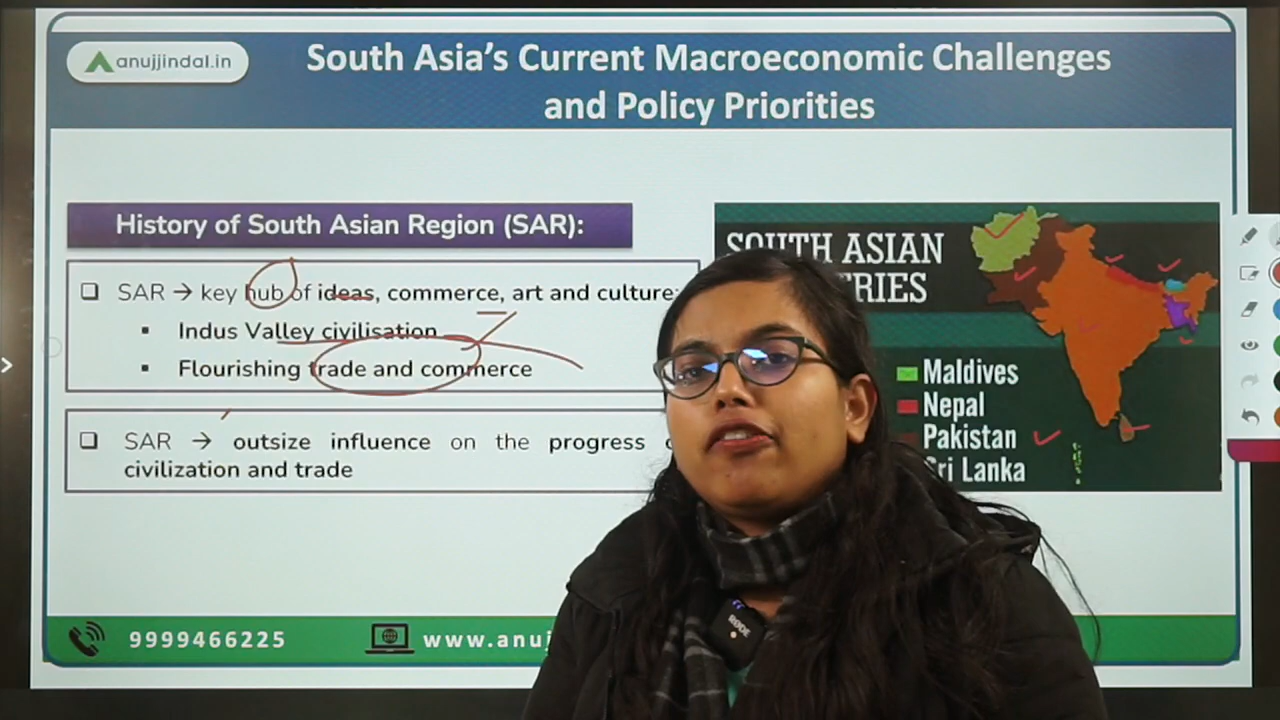 anujjindal.in
South Asia's Current Macroeconomic Challenges
and Policy Priorities
History of South Asian Region (SAR):
SAR → key hub of ideas, commerce, art and culture:
Indus Valley civilisation
Flourishing trade and commerce
SAR → outsize influence on the progress
civilization and trade
SOUTH ASIAN
Maldives
Nepal
Pakistan
Sri Lanka
9999466225
RØDE